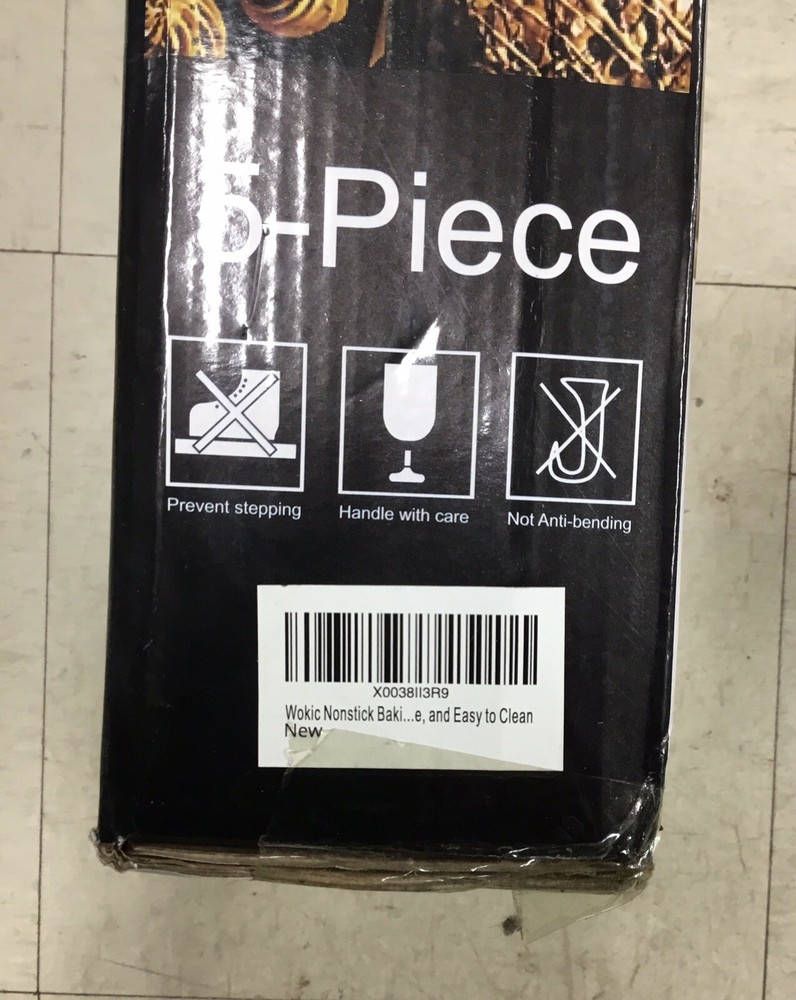 5-Piece
Prevent stepping
Handle with care
Not Anti-bending
X0038II3R9
Wokic Nonstick Baki...e, and Easy to Clean
New